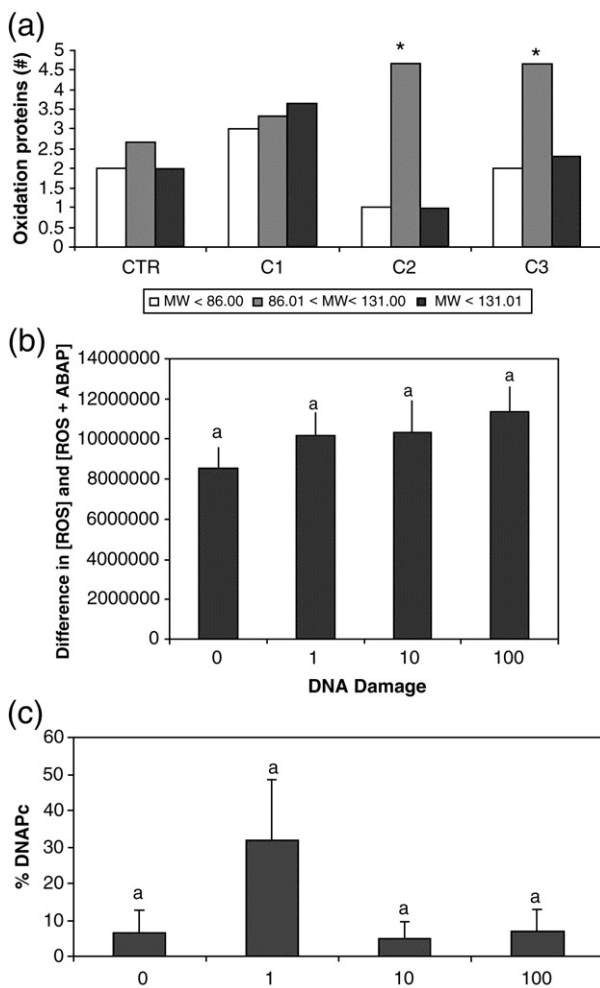 (a)
Oxidation proteins (#)
5
4.5
4
3.5
3
2.5
2
1.5
1
0.5
0
* *
CTR C1 C2 C3
MW < 86.00 86.01 < MW< 131.00 MW < 131.01
(b)
Difference in [ROS] and [ROS + ABAP]
14000000
12000000
10000000
8000000
6000000
4000000
2000000
0
a a a a
0 1 10 100
DNA Damage
(c)
% DNAPc
60
50
40
30
20
10
0
a a a a
0 1 10 100